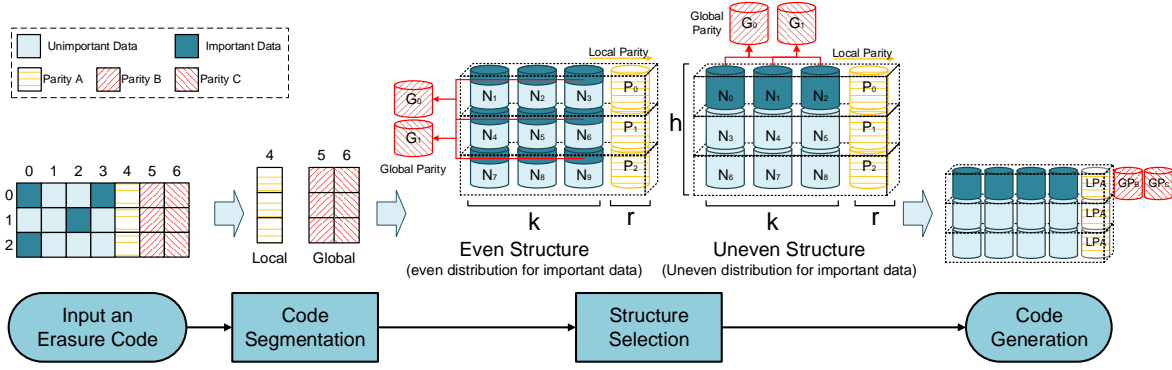 Unimportant Data
Important Data
Parity A
Parity B
Parity C
0 1 2 3 4 5 6
0
1
2
4
5 6
Local
Global
G0
G1
Global Parity
Local Parity
N1 N2 N3 P0
N4 N5 N6 P1
N7 N8 N9 P2
k
r
Even Structure
(even distribution for important data)
Global
Parity
G0
G1
Local Parity
h
N0 N1 N2 P0
N3 N4 N5 P1
N6 N7 N8 P2
k
r
Uneven Structure
(Uneven distribution for important data)
LPA
LPA
LPA
GPB
Input an
Erasure Code
Code
Segmentation
Structure
Selection
Code
Generation